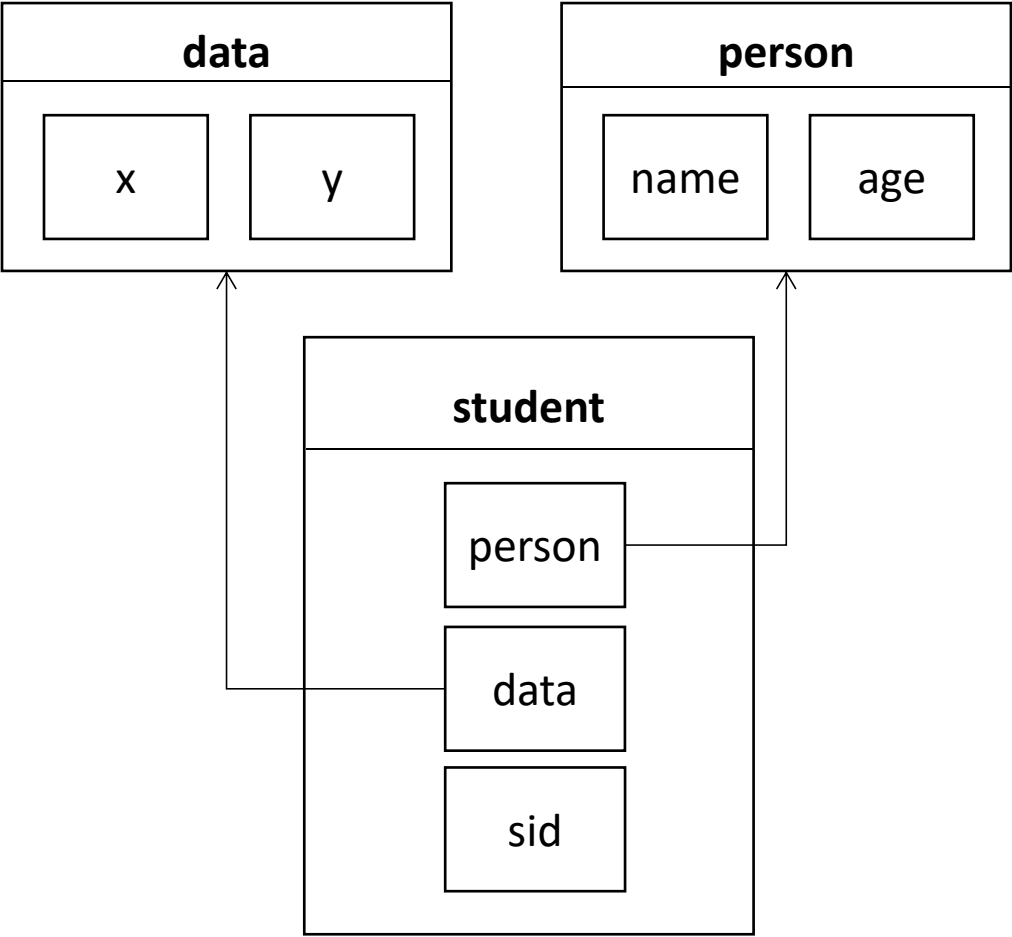 data
x
y
person
name
age
student
person
data
sid